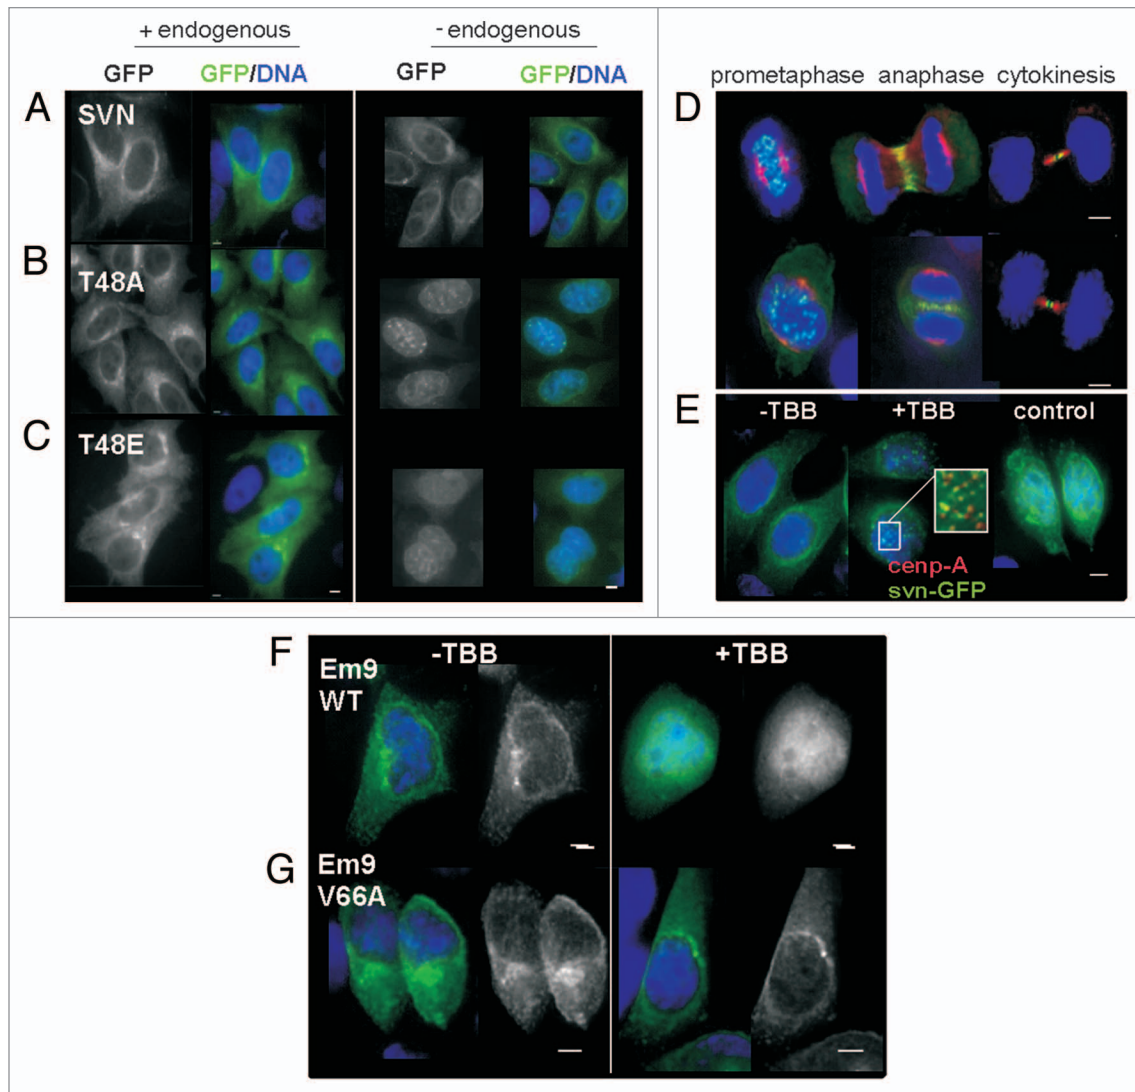 + endogenous
- endogenous
GFP GFP/DNA GFP GFP/DNA
A
SVN
B
T48A
C
T48E
prometaphase anaphase cytokinesis
D
E
-TBB +TBB control
cenp-A
svn-GFP
F
-TBB +TBB
Em9
WT
G
Em9
V66A